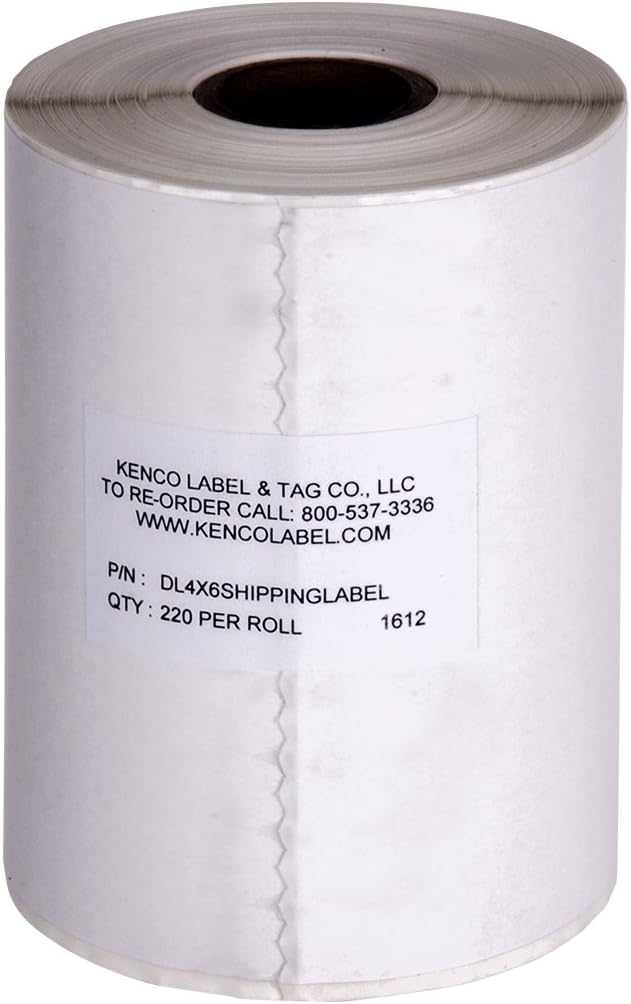 KENCO LABEL & TAG CO., LLC
TO RE-ORDER CALL: 800-537-3336
WWW.KENCOLABEL.COM
P/N : DL4X6SHIPPINGLABEL
QTY : 220 PER ROLL 1612